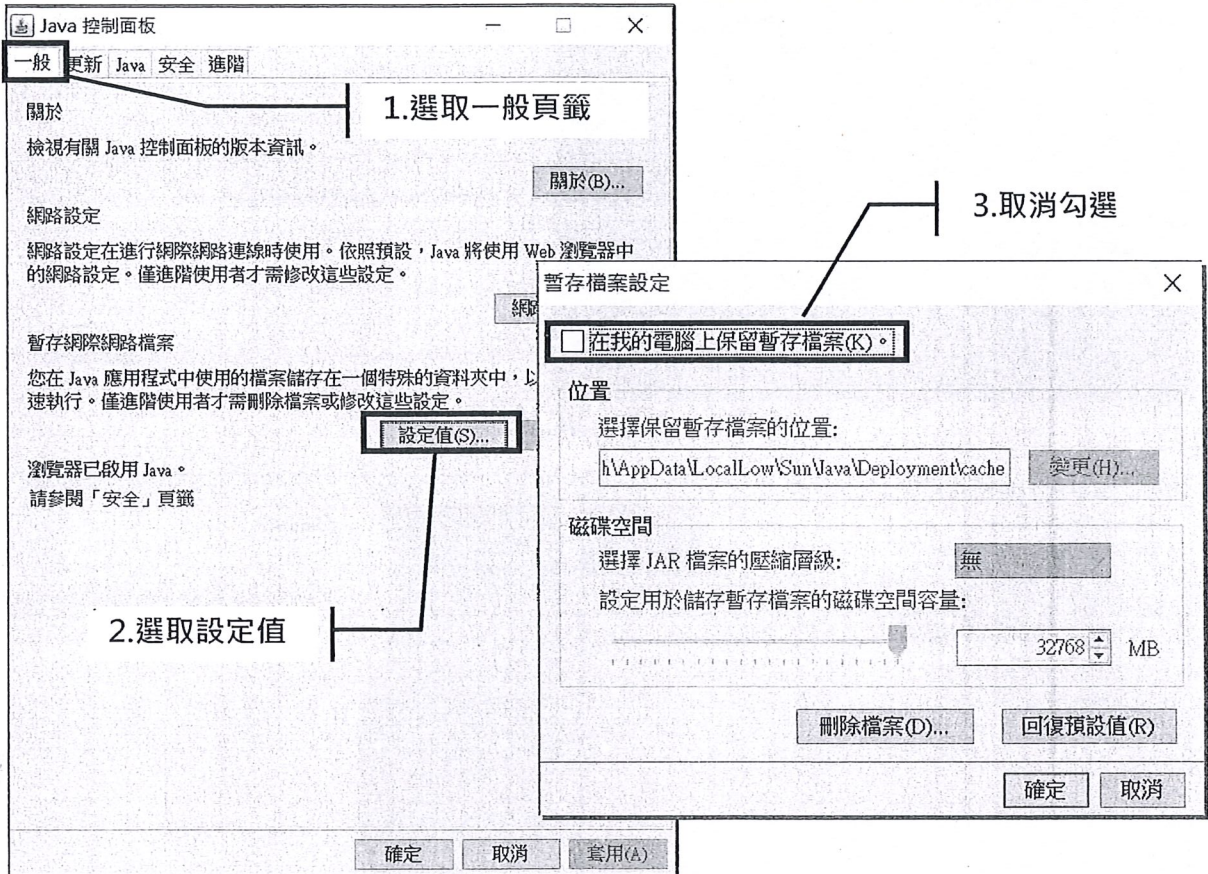 Java 控制面板
一般 更新 Java 安全 進階
1.選取一般頁籤
關於
檢視有關 Java 控制面板的版本資訊。
關於(B)...
網路設定
網路設定在進行網際網路連線時使用。依照預設，Java 將使用 Web 瀏覽器中
的網路設定。僅進階使用者才需修改這些設定。
網路
暫存網際網路檔案
您在 Java 應用程式中使用的檔案儲存在一個特殊的資料夾中，以
速執行。僅進階使用者才需刪除檔案或修改這些設定。
設定值(S)...
瀏覽器已啟用 Java。
請參閱「安全」頁籤
2.選取設定值
確定 取消 套用(A)
3.取消勾選
暫存檔案設定
在我的電腦上保留暫存檔案(K)。
位置
選擇保留暫存檔案的位置:
h\AppData\LocalLow\Sun\Java\Deployment\cache 變更(H)...
磁碟空間
選擇 JAR 檔案的壓縮層級: 無
設定用於儲存暫存檔案的磁碟空間容量:
32768 MB
刪除檔案(D)... 回復預設值(R)
確定 取消